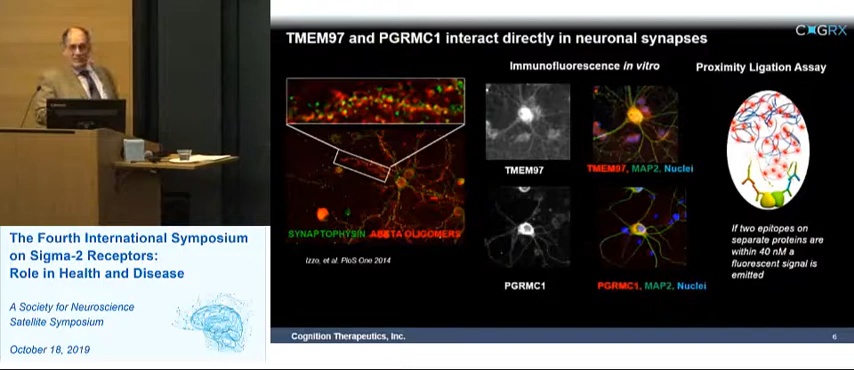 COGRX
TMEM97 and PGRMC1 interact directly in neuronal synapses
Immunofluorescence in vitro
Proximity Ligation Assay
TMEM97
TMEM97, MAP2, Nuclei
SYNAPTOPHYSIN ABETA OLIGOMERS
Izzo, et al. PloS One 2014
PGRMC1
PGRMC1, MAP2, Nuclei
If two epitopes on
separate proteins are
within 40 nM a
fluorescent signal is
emitted
Cognition Therapeutics, Inc.
6
The Fourth International Symposium
on Sigma-2 Receptors:
Role in Health and Disease
A Society for Neuroscience
Satellite Symposium
October 18, 2019